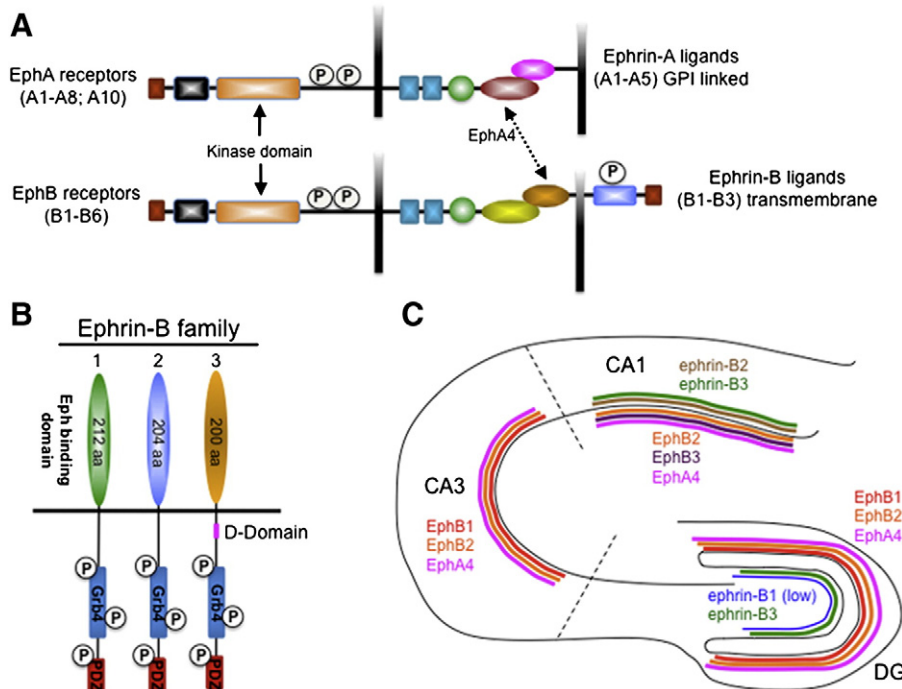 A
P P
EphA receptors
(A1-A8; A10)
Ephrin-A ligands
(A1-A5) GPI linked
Kinase domain
EphA4
P P
P
EphB receptors
(B1-B6)
Ephrin-B ligands
(B1-B3) transmembrane
B
Ephrin-B family
1 2 3
Eph binding
domain
212 aa
204 aa
200 aa
D-Domain
P P P
Grb4 Grb4 Grb4
P P P
P P P
PDZ PDZ PDZ
C
CA1
ephrin-B2
ephrin-B3
EphB2
EphB3
EphA4
CA3
EphB1
EphB2
EphA4
EphB1
EphB2
EphA4
ephrin-B1 (low)
ephrin-B3
DG